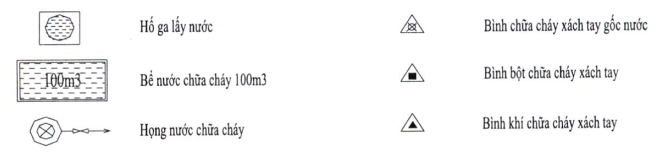 Hố ga lấy nước
Bình chữa cháy xách tay gốc nước
100m3
Bể nước chữa cháy 100m3
Bình bột chữa cháy xách tay
Họng nước chữa cháy
Bình khí chữa cháy xách tay